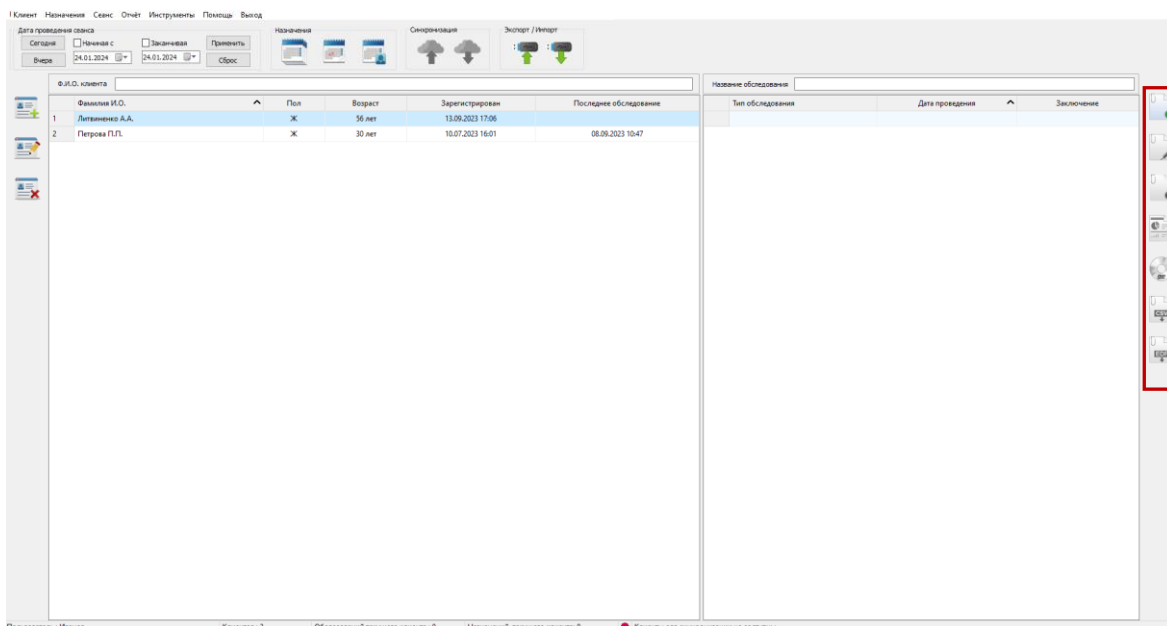 Клиент Назначения Сеанс Отчёт Инструменты Помощь Выход
Дата проведения сеанса Назначения Синхронизация Экспорт / Импорт
Сегодня Начиная с Заканчивая Применить
Вчера 24.01.2024 24.01.2024 Сброс
Ф.И.О. клиента Название обследования
Фамилия И.О. Пол Возраст Зарегистрирован Последнее обследование Тип обследования Дата проведения Заключение
1 Литвиненко А.А. Ж 56 лет 13.09.2023 17:06
2 Петрова П.П. Ж 30 лет 10.07.2023 16:01 08.09.2023 10:47
CSV